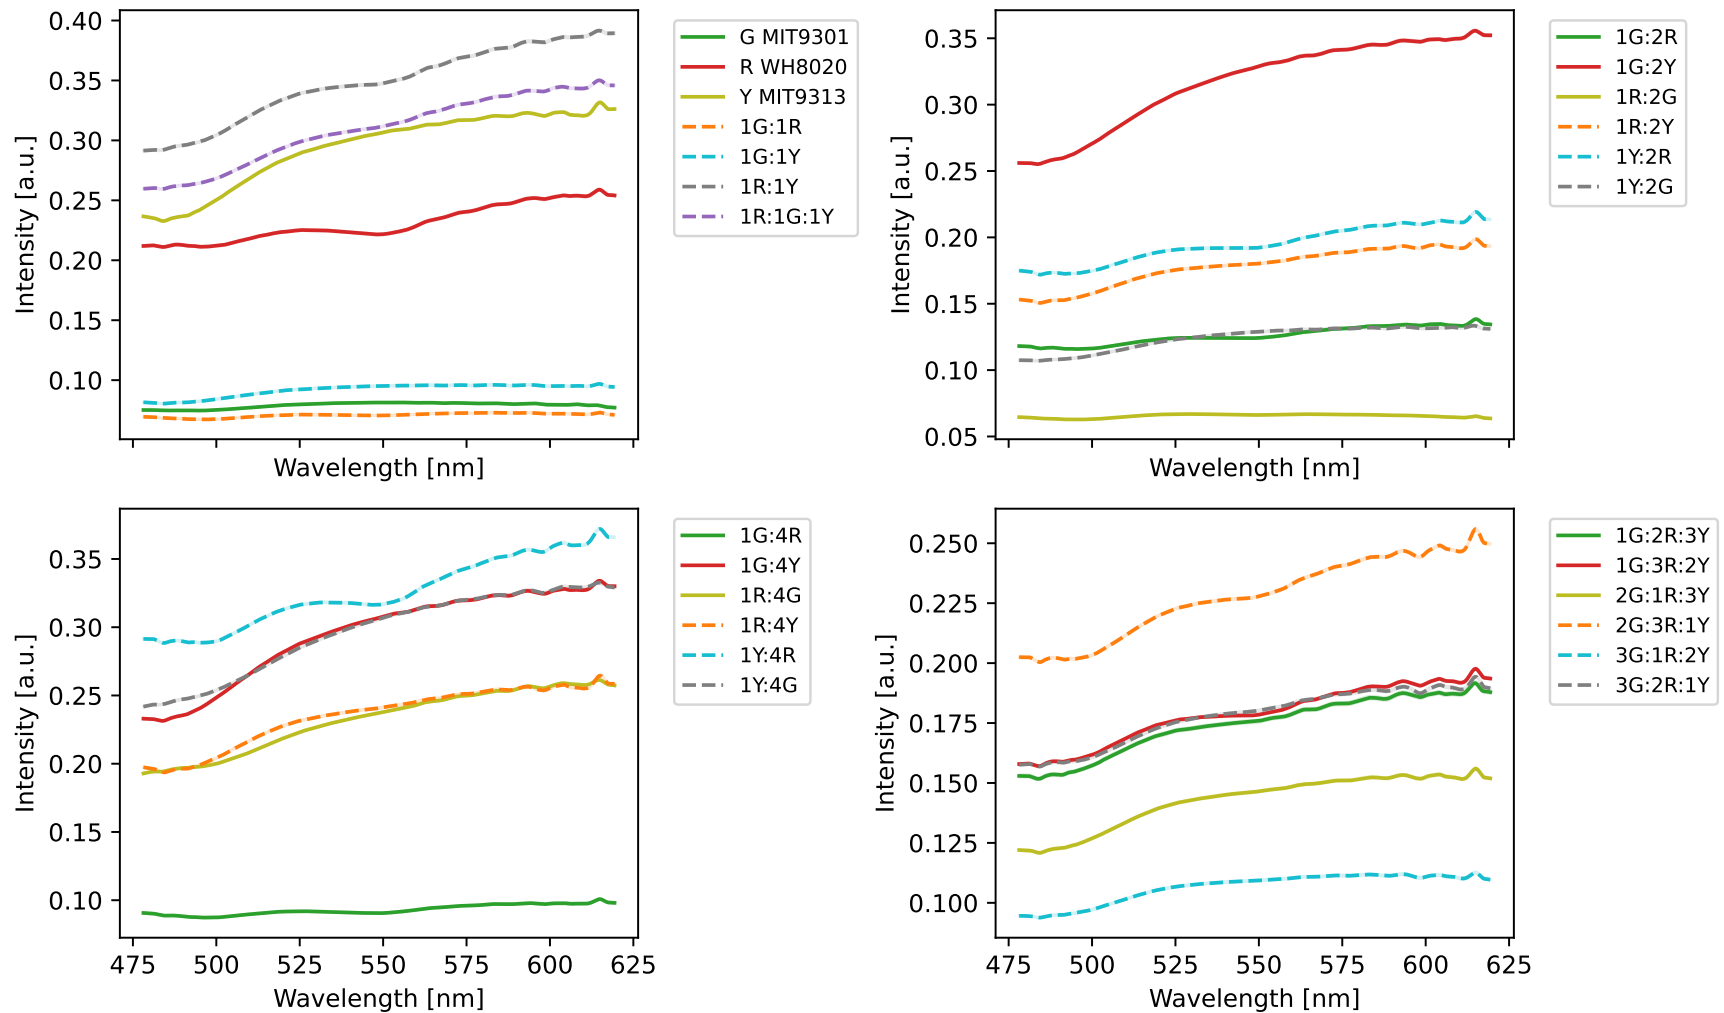 0.40
0.35
0.30
0.25
0.20
0.15
0.10
Intensity [a.u.]
Wavelength [nm]
G MIT9301
R WH8020
Y MIT9313
1G:1R
1G:1Y
1R:1Y
1R:1G:1Y
0.35
0.30
0.25
0.20
0.15
0.10
0.05
Intensity [a.u.]
Wavelength [nm]
1G:2R
1G:2Y
1R:2G
1R:2Y
1Y:2R
1Y:2G
0.35
0.30
0.25
0.20
0.15
0.10
Intensity [a.u.]
475 500 525 550 575 600 625
Wavelength [nm]
1G:4R
1G:4Y
1R:4G
1R:4Y
1Y:4R
1Y:4G
0.250
0.225
0.200
0.175
0.150
0.125
0.100
Intensity [a.u.]
475 500 525 550 575 600 625
Wavelength [nm]
1G:2R:3Y
1G:3R:2Y
2G:1R:3Y
2G:3R:1Y
3G:1R:2Y
3G:2R:1Y